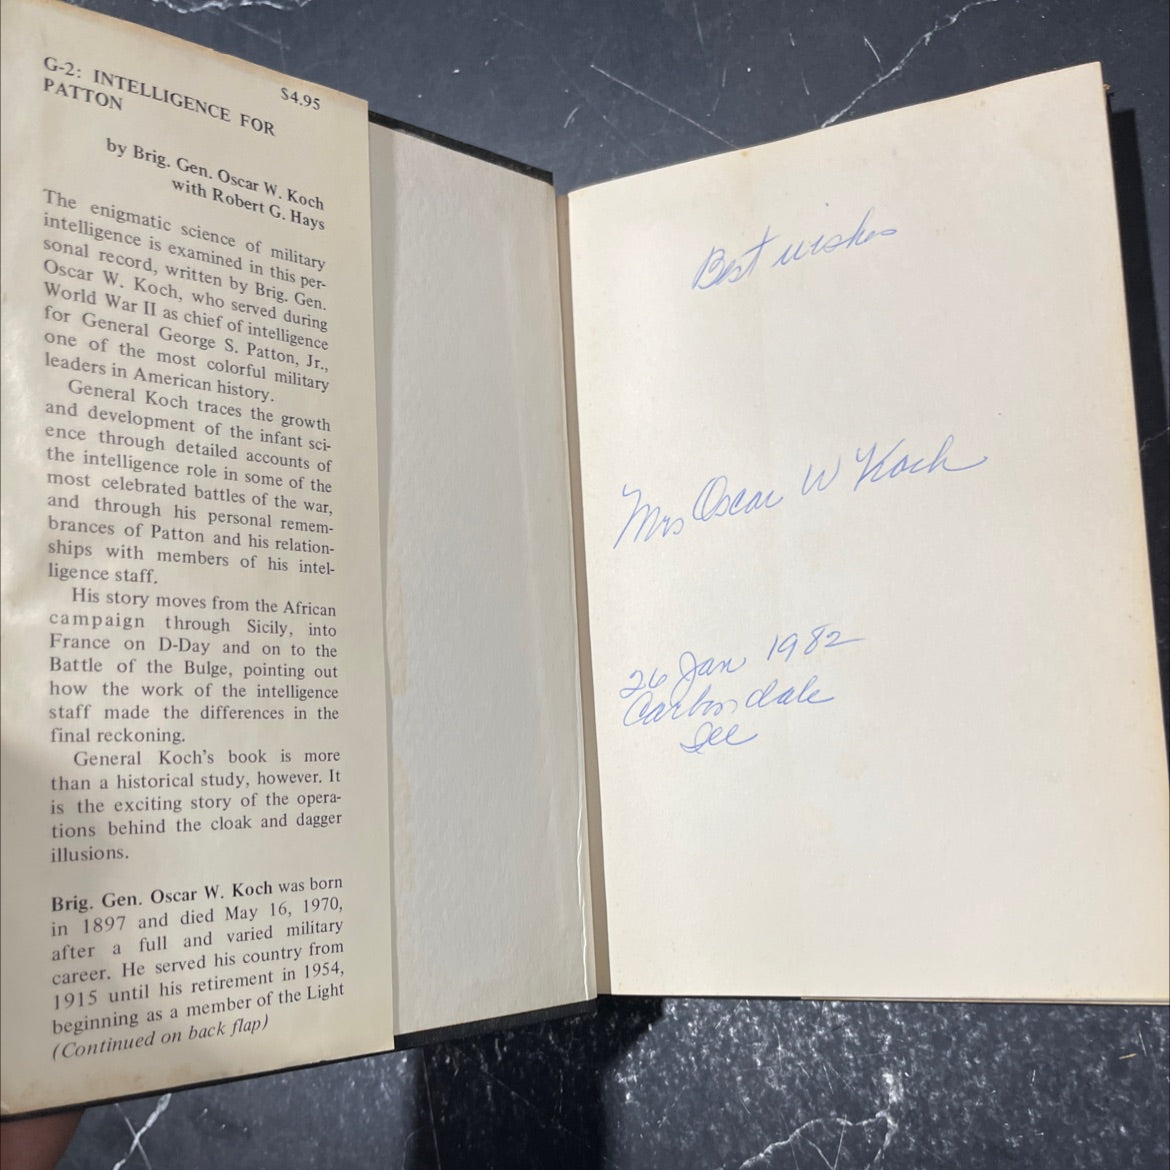 G-2: INTELLIGENCE FOR
PATTON
$4.95
by Brig. Gen. Oscar W. Koch
with Robert G. Hays
The enigmatic science of military
intelligence is examined in this per-
sonal record, written by Brig. Gen.
Oscar W. Koch, who served during
World War II as chief of intelligence
for General George S. Patton, Jr.,
one of the most colorful military
leaders in American history.
General Koch traces the growth
and development of the infant sci-
ence through detailed accounts of
the intelligence role in some of the
most celebrated battles of the war,
and through his personal remem-
brances of Patton and his relation-
ships with members of his intel-
ligence staff.
His story moves from the African
campaign through Sicily, into
France on D-Day and on to the
Battle of the Bulge, pointing out
how the work of the intelligence
staff made the differences in the
final reckoning.
General Koch's book is more
than a historical study, however. It
is the exciting story of the opera-
tions behind the cloak and dagger
illusions.
Brig. Gen. Oscar W. Koch was born
in 1897 and died May 16, 1970,
after a full and varied military
career. He served his country from
1915 until his retirement in 1954,
beginning as a member of the Light
(Continued on back flap)
Best wishes
Mrs Oscar W Koch
26 Jan 1982
Carbondale
Ill